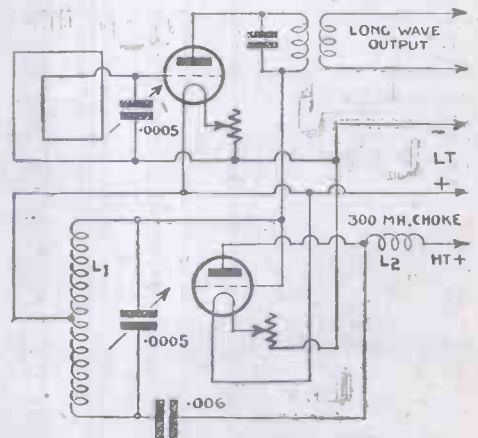 LONG WAVE
OUTPUT
.0005
-
LT
+
300 MH, CHOKE
L1
L2
HT+
.0005
.006